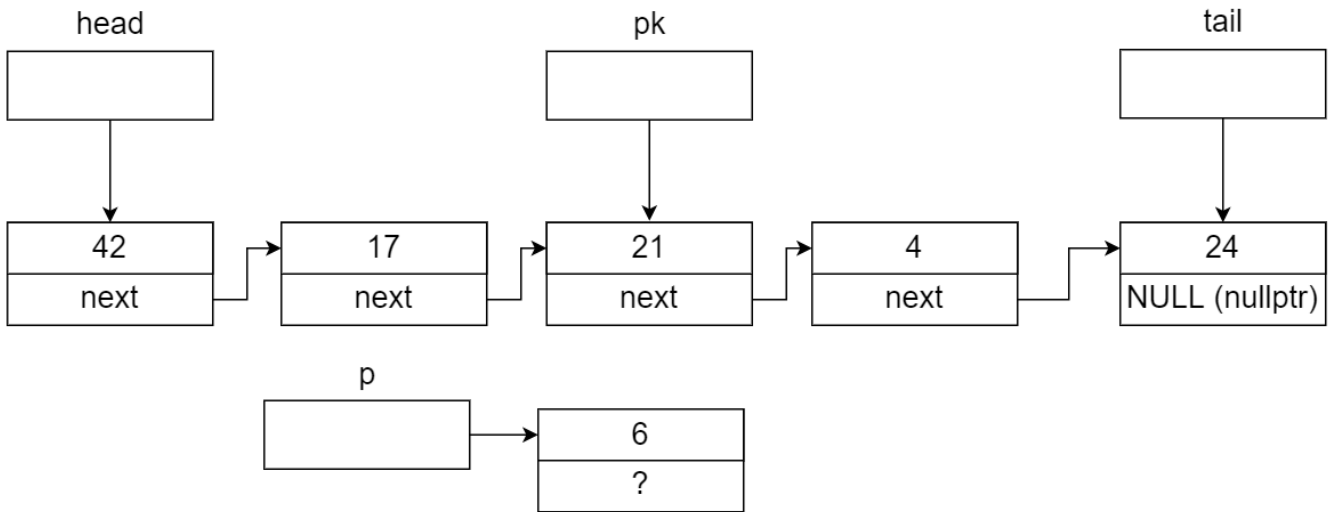 head pk tail
42 17 21 4 24
next next next next NULL (nullptr)
p
6
?